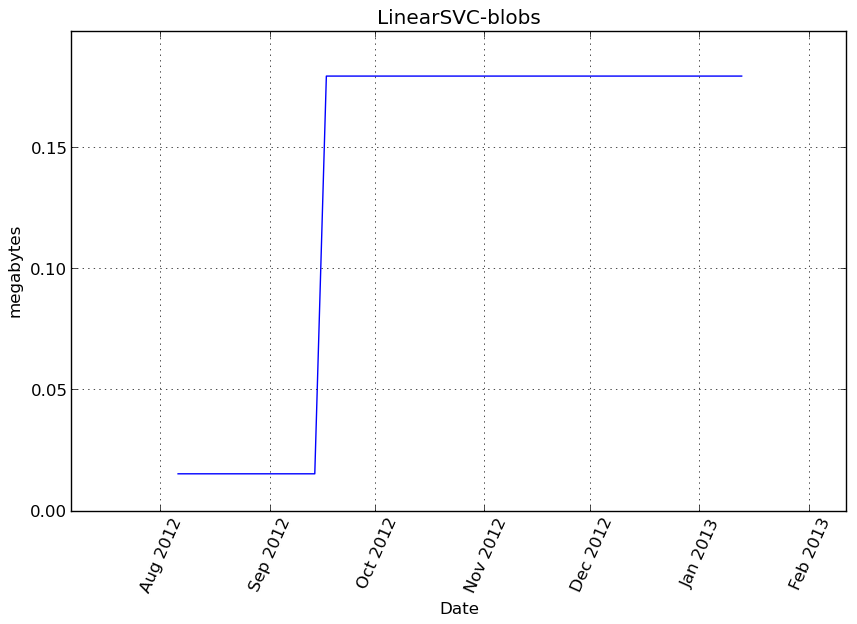 LinearSVC-blobs
megabytes
0.15
0.10
0.05
0.00
Aug 2012
Sep 2012
Oct 2012
Nov 2012
Dec 2012
Jan 2013
Feb 2013
Date